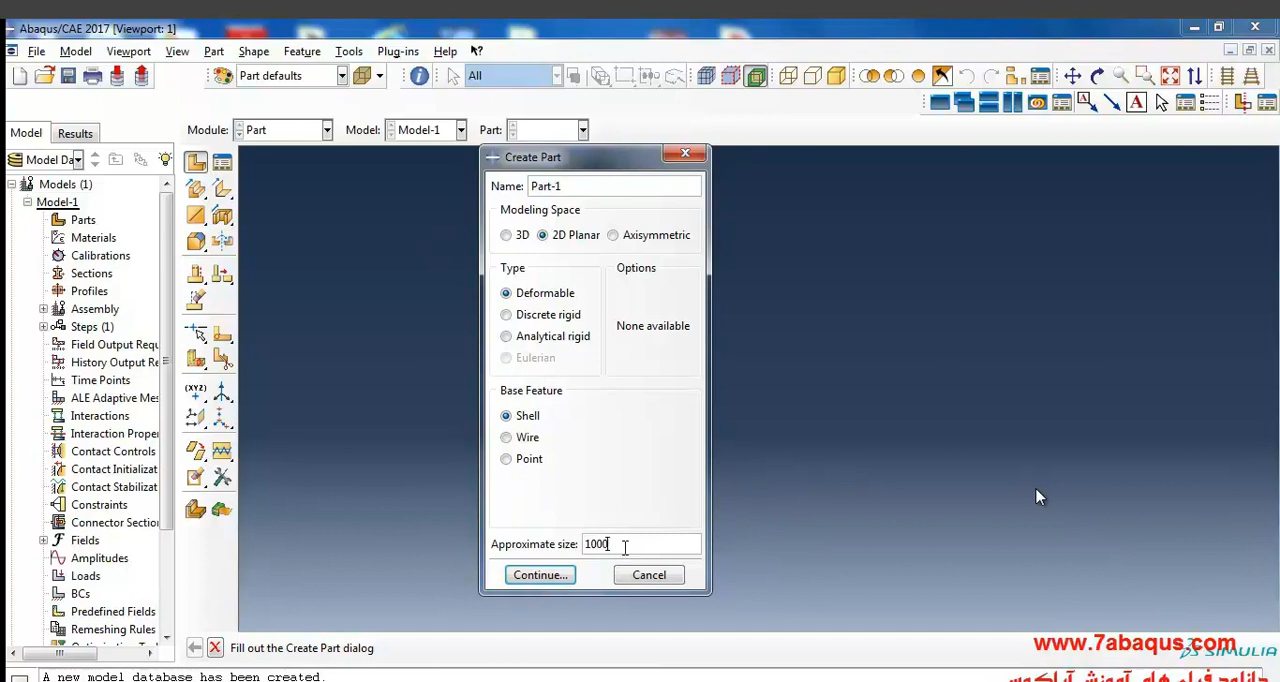 Abaqus/CAE 2017 [Viewport: 1]
File Model Viewport View Part Shape Feature Tools Plug-ins Help
Part defaults All
Model Results Module: Part Model: Model-1 Part:
Model Da
Models (1)
Model-1
Parts
Materials
Calibrations
Sections
Profiles
Assembly
Steps (1)
Field Output Requ
History Output Re
Time Points
ALE Adaptive Mes
Interactions
Interaction Proper
Contact Controls
Contact Initializat
Contact Stabilizat
Constraints
Connector Section
Fields
Amplitudes
Loads
BCs
Predefined Fields
Remeshing Rules
(XYZ)
Create Part
Name: Part-1
Modeling Space
3D 2D Planar Axisymmetric
Type
Deformable
Discrete rigid
Analytical rigid
Eulerian
Options
None available
Base Feature
Shell
Wire
Point
Approximate size: 1000
Continue... Cancel
Fill out the Create Part dialog
www.7abaqus.com
SIMULIA
A new model database has been created.